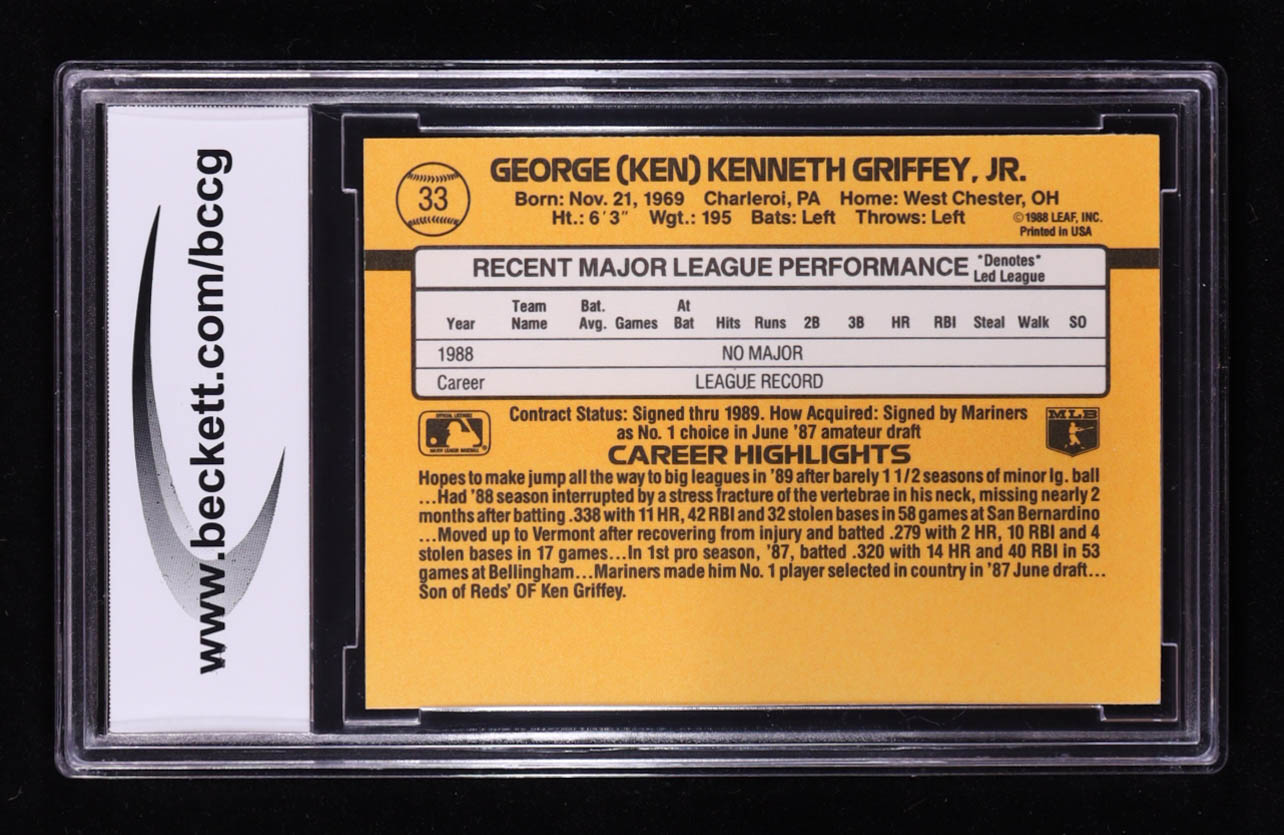 www.beckett.com/bccg
33
GEORGE (KEN) KENNETH GRIFFEY, JR.
Born: Nov. 21, 1969 Charleroi, PA Home: West Chester, OH
Ht.: 6'3" Wgt.: 195 Bats: Left Throws: Left
©1988 LEAF, INC.
Printed in USA
RECENT MAJOR LEAGUE PERFORMANCE *Denotes*
Led League
Year Team Name Bat. Avg. Games At Bat Hits Runs 2B 3B HR RBI Steal Walk SO
1988 NO MAJOR
Career LEAGUE RECORD
OFFICIAL LICENSEE
MAJOR LEAGUE BASEBALL
Contract Status: Signed thru 1989. How Acquired: Signed by Mariners
as No. 1 choice in June '87 amateur draft
MLB
CAREER HIGHLIGHTS
Hopes to make jump all the way to big leagues in '89 after barely 1 1/2 seasons of minor lg. ball
...Had '88 season interrupted by a stress fracture of the vertebrae in his neck, missing nearly 2
months after batting .338 with 11 HR, 42 RBI and 32 stolen bases in 58 games at San Bernardino
...Moved up to Vermont after recovering from injury and batted .279 with 2 HR, 10 RBI and 4
stolen bases in 17 games...In 1st pro season, '87, batted .320 with 14 HR and 40 RBI in 53
games at Bellingham...Mariners made him No. 1 player selected in country in '87 June draft...
Son of Reds' OF Ken Griffey.